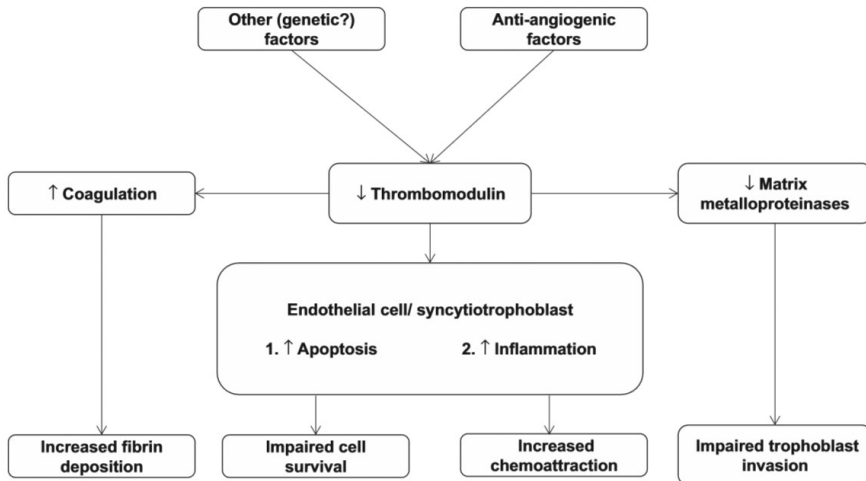 Other (genetic?)
factors
Anti-angiogenic
factors
↑ Coagulation
↓ Thrombomodulin
↓ Matrix
metalloproteinases
Endothelial cell/ syncytiotrophoblast
1. ↑ Apoptosis
2. ↑ Inflammation
Increased fibrin
deposition
Impaired cell
survival
Increased
chemoattraction
Impaired trophoblast
invasion